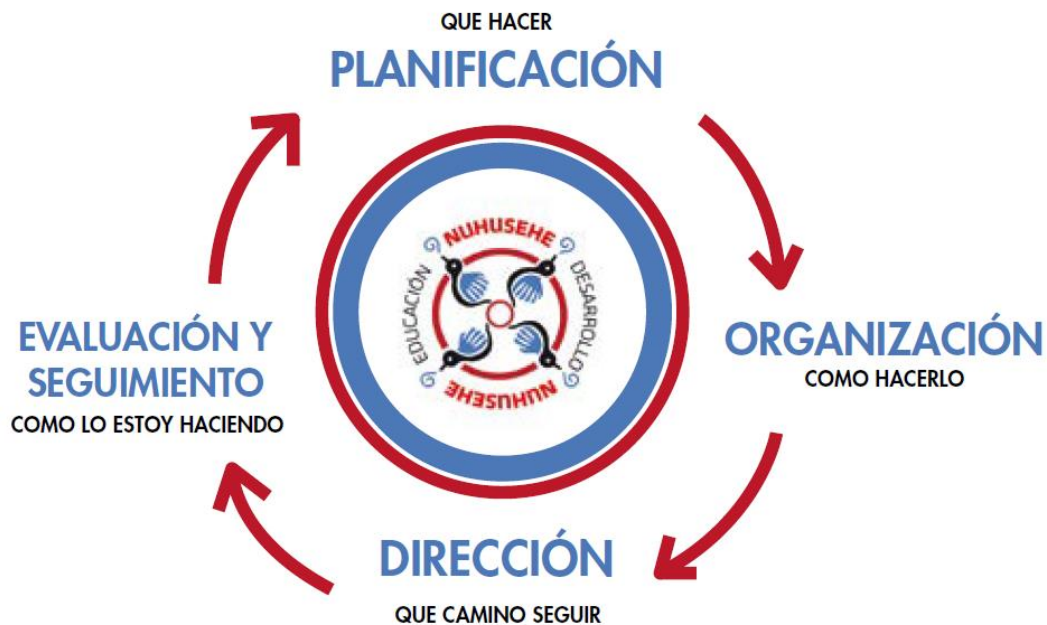 QUE HACER
PLANIFICACIÓN
ORGANIZACIÓN
COMO HACERLO
DIRECCIÓN
QUE CAMINO SEGUIR
EVALUACIÓN Y
SEGUIMIENTO
COMO LO ESTOY HACIENDO
NUHUSEHE
EDUCACIÓN
DESARROLLO
NUHUSEHE